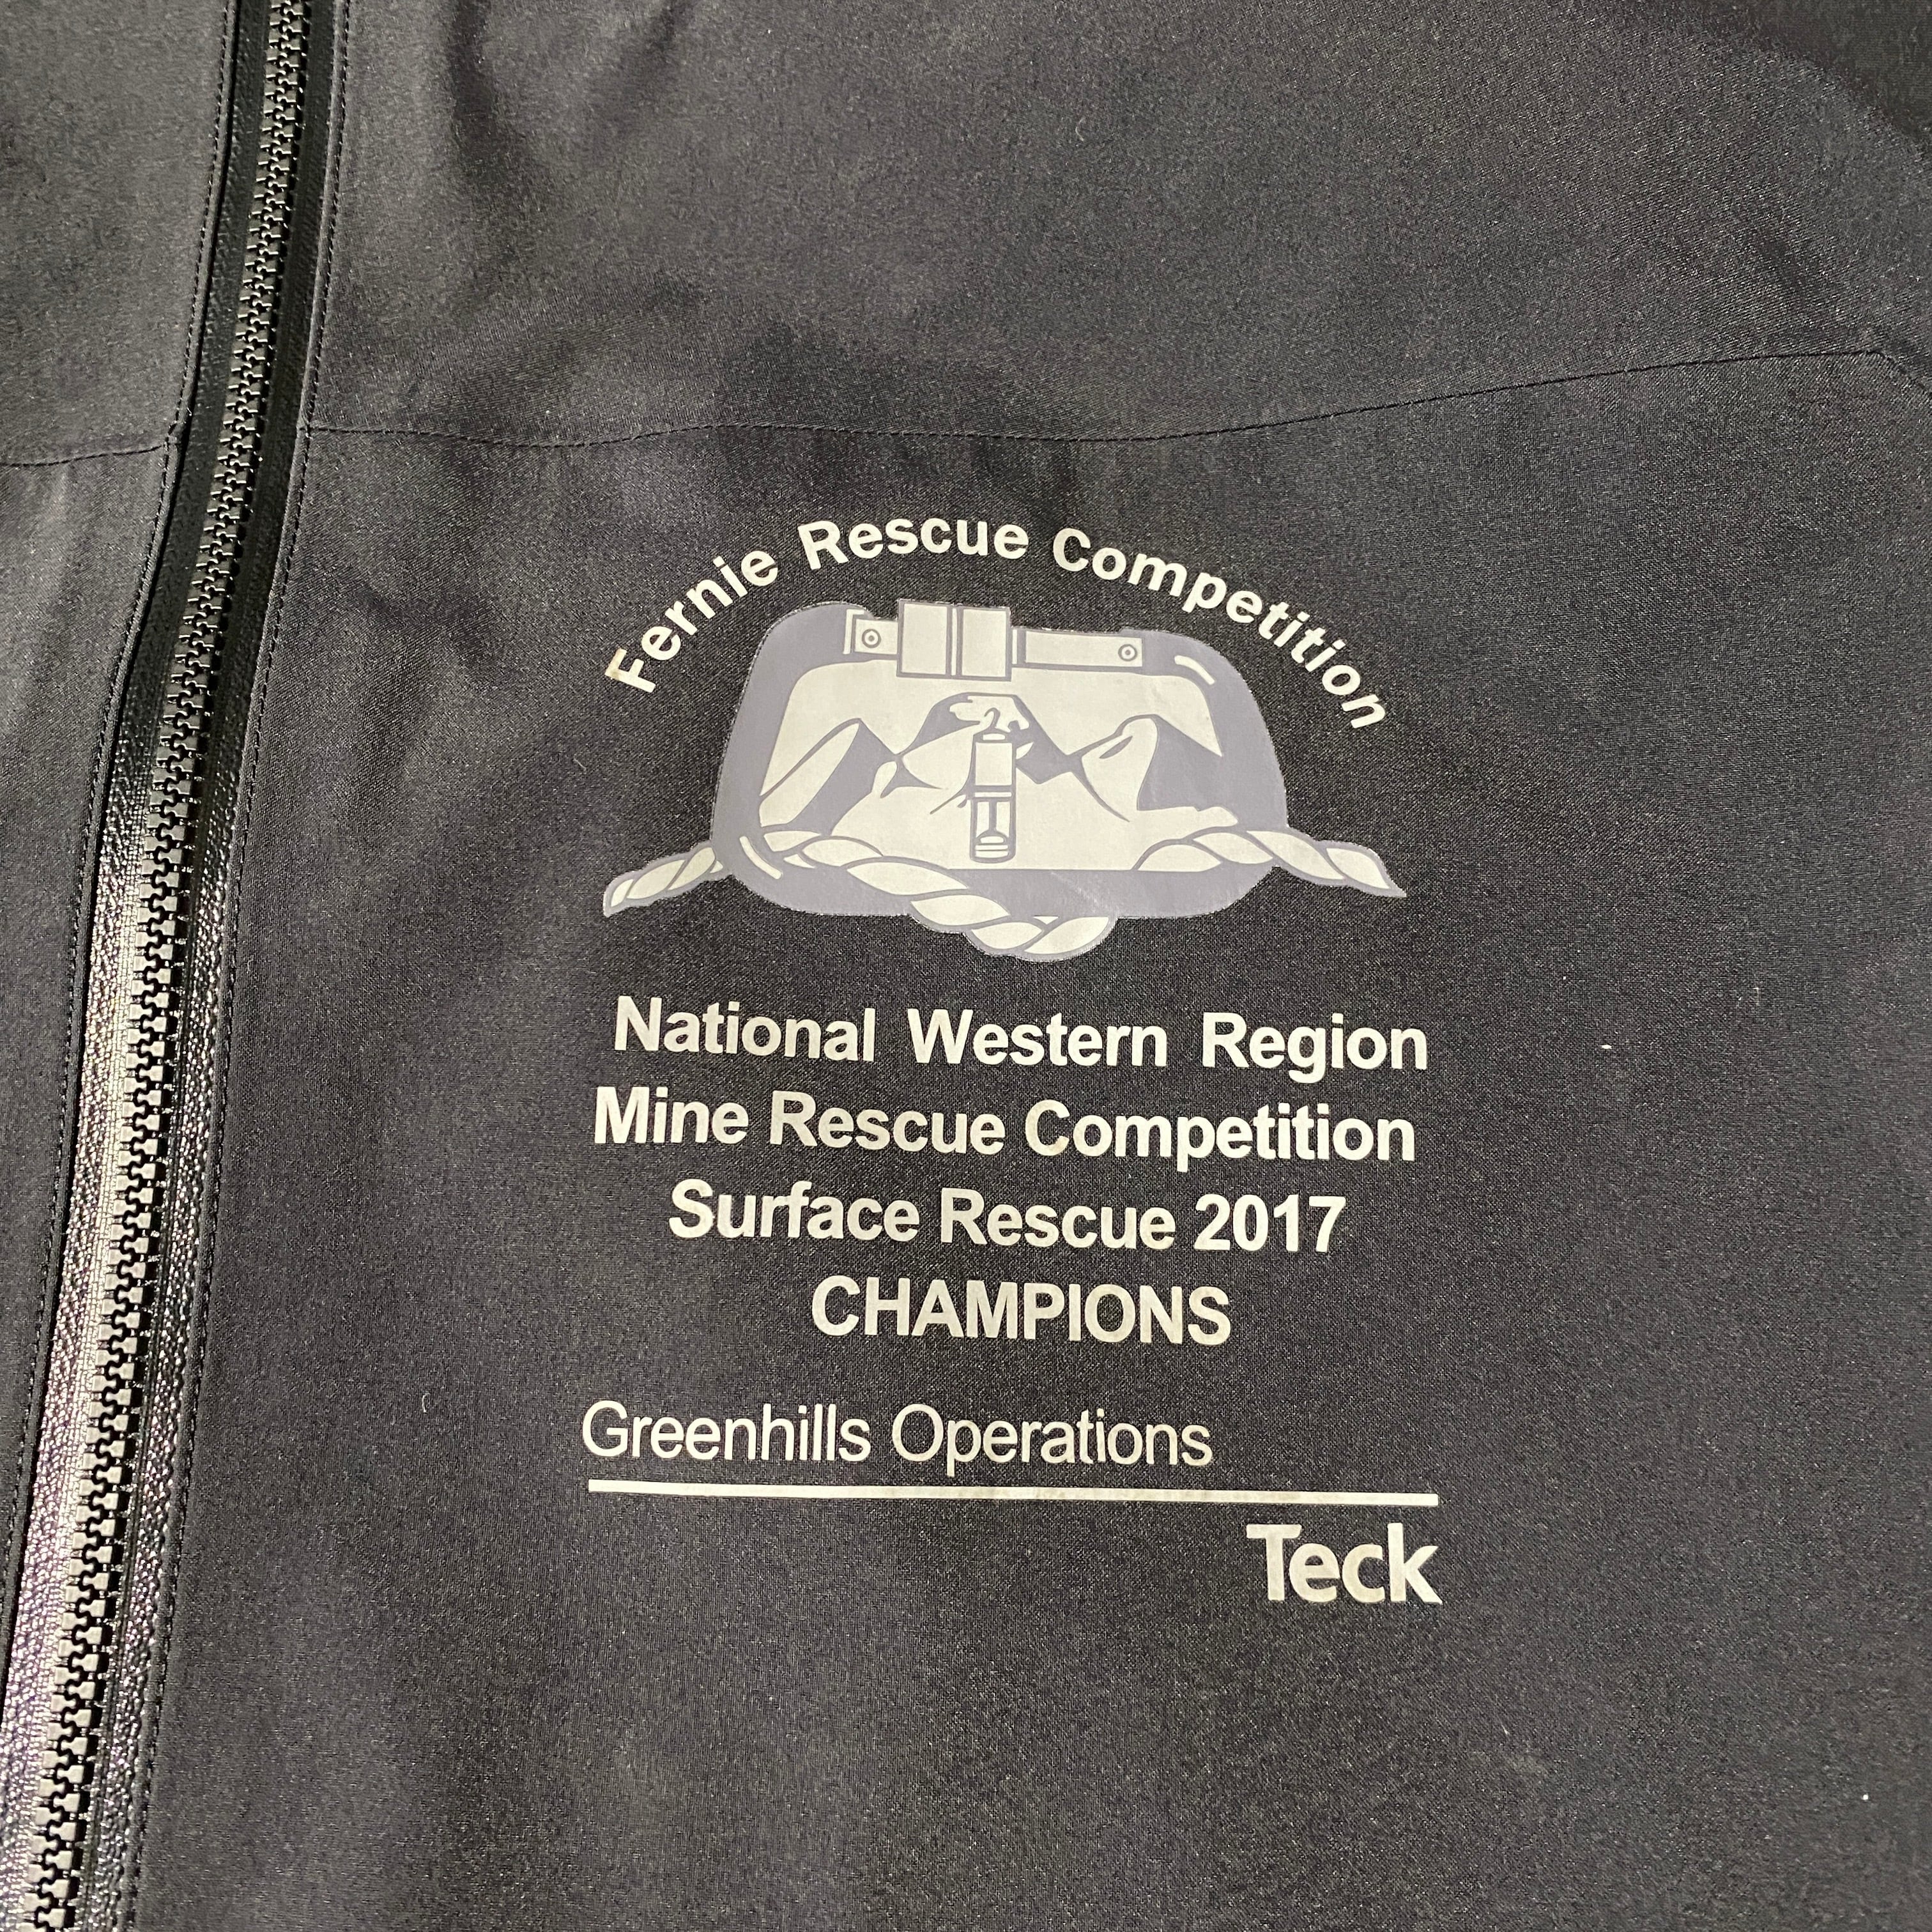 Fernie Rescue Competition
National Western Region
Mine Rescue Competition
Surface Rescue 2017
CHAMPIONS
Greenhills Operations
Teck